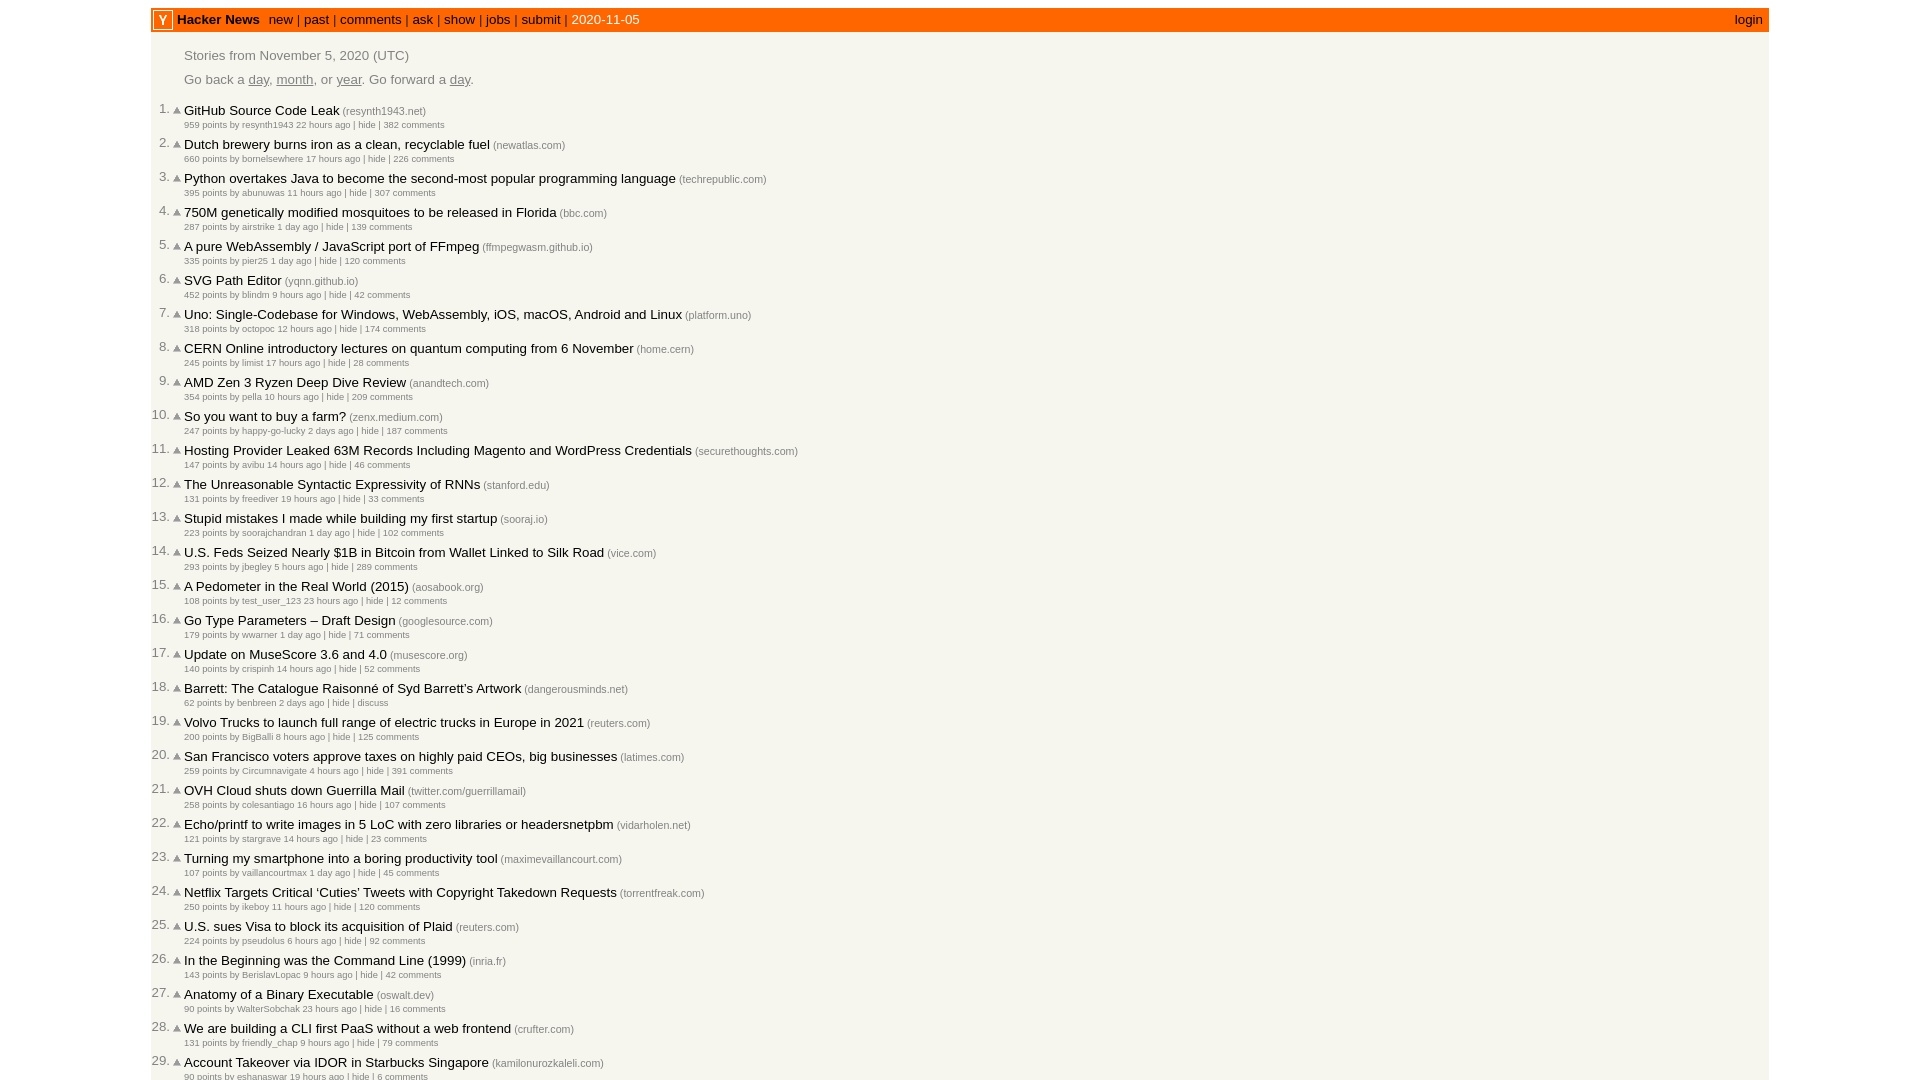 Y Hacker News new | past | comments | ask | show | jobs | submit | 2020-11-05 login
Stories from November 5, 2020 (UTC)
Go back a day, month, or year. Go forward a day.
1. GitHub Source Code Leak (resynth1943.net)
959 points by resynth1943 22 hours ago | hide | 382 comments
2. Dutch brewery burns iron as a clean, recyclable fuel (newatlas.com)
660 points by bornelsewhere 17 hours ago | hide | 226 comments
3. Python overtakes Java to become the second-most popular programming language (techrepublic.com)
395 points by abunuwas 11 hours ago | hide | 307 comments
4. 750M genetically modified mosquitoes to be released in Florida (bbc.com)
287 points by airstrike 1 day ago | hide | 139 comments
5. A pure WebAssembly / JavaScript port of FFmpeg (ffmpegwasm.github.io)
335 points by pier25 1 day ago | hide | 120 comments
6. SVG Path Editor (yqnn.github.io)
452 points by blindm 9 hours ago | hide | 42 comments
7. Uno: Single-Codebase for Windows, WebAssembly, iOS, macOS, Android and Linux (platform.uno)
318 points by octopoc 12 hours ago | hide | 174 comments
8. CERN Online introductory lectures on quantum computing from 6 November (home.cern)
245 points by limist 17 hours ago | hide | 28 comments
9. AMD Zen 3 Ryzen Deep Dive Review (anandtech.com)
354 points by pella 10 hours ago | hide | 209 comments
10. So you want to buy a farm? (zenx.medium.com)
247 points by happy-go-lucky 2 days ago | hide | 187 comments
11. Hosting Provider Leaked 63M Records Including Magento and WordPress Credentials (securethoughts.com)
147 points by avibu 14 hours ago | hide | 46 comments
12. The Unreasonable Syntactic Expressivity of RNNs (stanford.edu)
131 points by freediver 19 hours ago | hide | 33 comments
13. Stupid mistakes I made while building my first startup (sooraj.io)
223 points by soorajchandran 1 day ago | hide | 102 comments
14. U.S. Feds Seized Nearly $1B in Bitcoin from Wallet Linked to Silk Road (vice.com)
293 points by jbegley 5 hours ago | hide | 289 comments
15. A Pedometer in the Real World (2015) (aosabook.org)
108 points by test_user_123 23 hours ago | hide | 12 comments
16. Go Type Parameters – Draft Design (googlesource.com)
179 points by wwarner 1 day ago | hide | 71 comments
17. Update on MuseScore 3.6 and 4.0 (musescore.org)
140 points by crispinh 14 hours ago | hide | 52 comments
18. Barrett: The Catalogue Raisonné of Syd Barrett’s Artwork (dangerousminds.net)
62 points by benbreen 2 days ago | hide | discuss
19. Volvo Trucks to launch full range of electric trucks in Europe in 2021 (reuters.com)
200 points by BigBalli 8 hours ago | hide | 125 comments
20. San Francisco voters approve taxes on highly paid CEOs, big businesses (latimes.com)
259 points by Circumnavigate 4 hours ago | hide | 391 comments
21. OVH Cloud shuts down Guerrilla Mail (twitter.com/guerrillamail)
258 points by colesantiago 16 hours ago | hide | 107 comments
22. Echo/printf to write images in 5 LoC with zero libraries or headersnetpbm (vidarholen.net)
121 points by stargrave 14 hours ago | hide | 23 comments
23. Turning my smartphone into a boring productivity tool (maximevaillancourt.com)
107 points by vaillancourtmax 1 day ago | hide | 45 comments
24. Netflix Targets Critical ‘Cuties’ Tweets with Copyright Takedown Requests (torrentfreak.com)
250 points by ikeboy 11 hours ago | hide | 120 comments
25. U.S. sues Visa to block its acquisition of Plaid (reuters.com)
224 points by pseudolus 6 hours ago | hide | 92 comments
26. In the Beginning was the Command Line (1999) (inria.fr)
143 points by BerislavLopac 9 hours ago | hide | 42 comments
27. Anatomy of a Binary Executable (oswalt.dev)
90 points by WalterSobchak 23 hours ago | hide | 16 comments
28. We are building a CLI first PaaS without a web frontend (crufter.com)
131 points by friendly_chap 9 hours ago | hide | 79 comments
29. Account Takeover via IDOR in Starbucks Singapore (kamilonurozkaleli.com)
90 points by eshanaswar 19 hours ago | hide | 6 comments